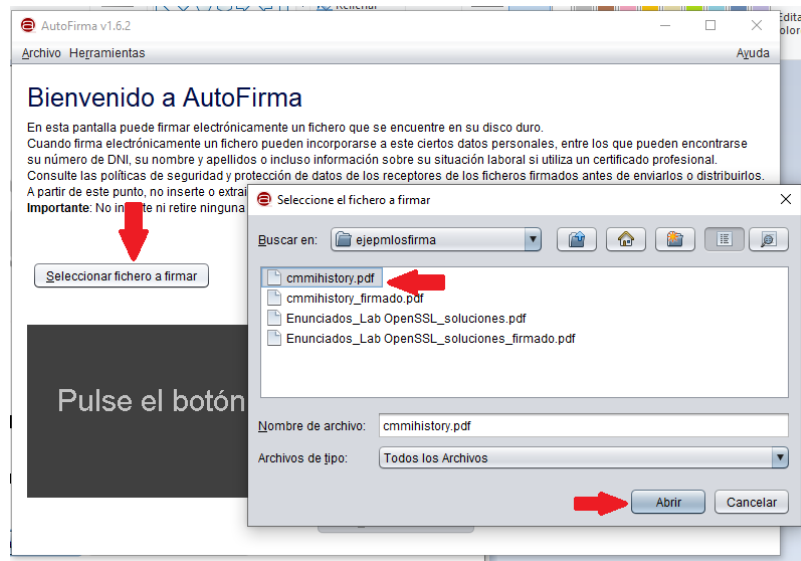 Rellenar
Edita
olor
AutoFirma v1.6.2
Archivo Herramientas
Ayuda
Bienvenido a AutoFirma
En esta pantalla puede firmar electrónicamente un fichero que se encuentre en su disco duro.
Cuando firma electrónicamente un fichero pueden incorporarse a este ciertos datos personales, entre los que pueden encontrarse
su número de DNI, su nombre y apellidos o incluso información sobre su situación laboral si utiliza un certificado profesional.
Consulte las políticas de seguridad y protección de datos de los receptores de los ficheros firmados antes de enviarlos o distribuirlos.
A partir de este punto, no inserte o extrai
Importante: No in te ni retire ninguna
Seleccionar fichero a firmar
Pulse el botón
Seleccione el fichero a firmar
Buscar en:
ejepmlosfirma
cmmihistory.pdf
cmmihistory_firmado.pdf
Enunciados_Lab OpenSSL_soluciones.pdf
Enunciados_Lab OpenSSL_soluciones_firmado.pdf
Nombre de archivo:
cmmihistory.pdf
Archivos de tipo:
Todos los Archivos
Abrir
Cancelar